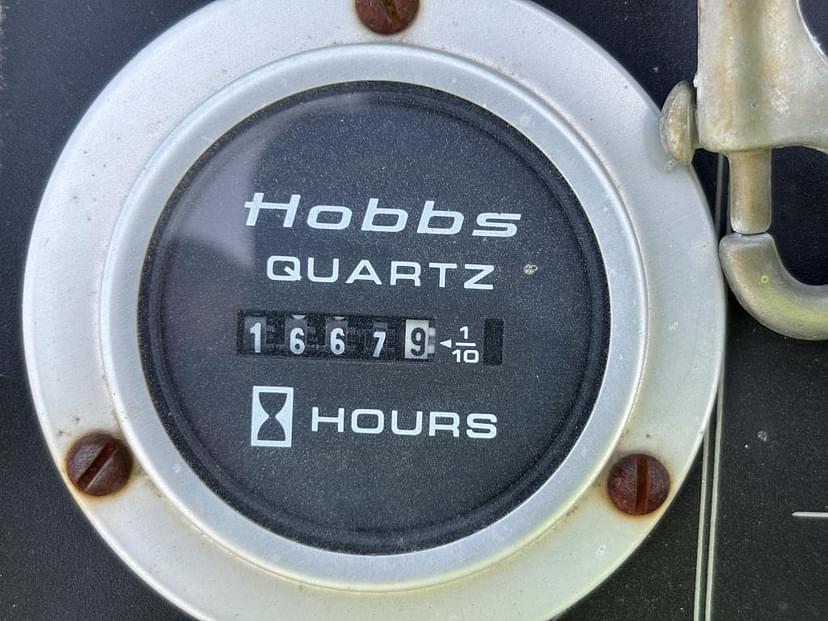 Hobbs
QUARTZ
16679 ◄ 1/10
HOURS